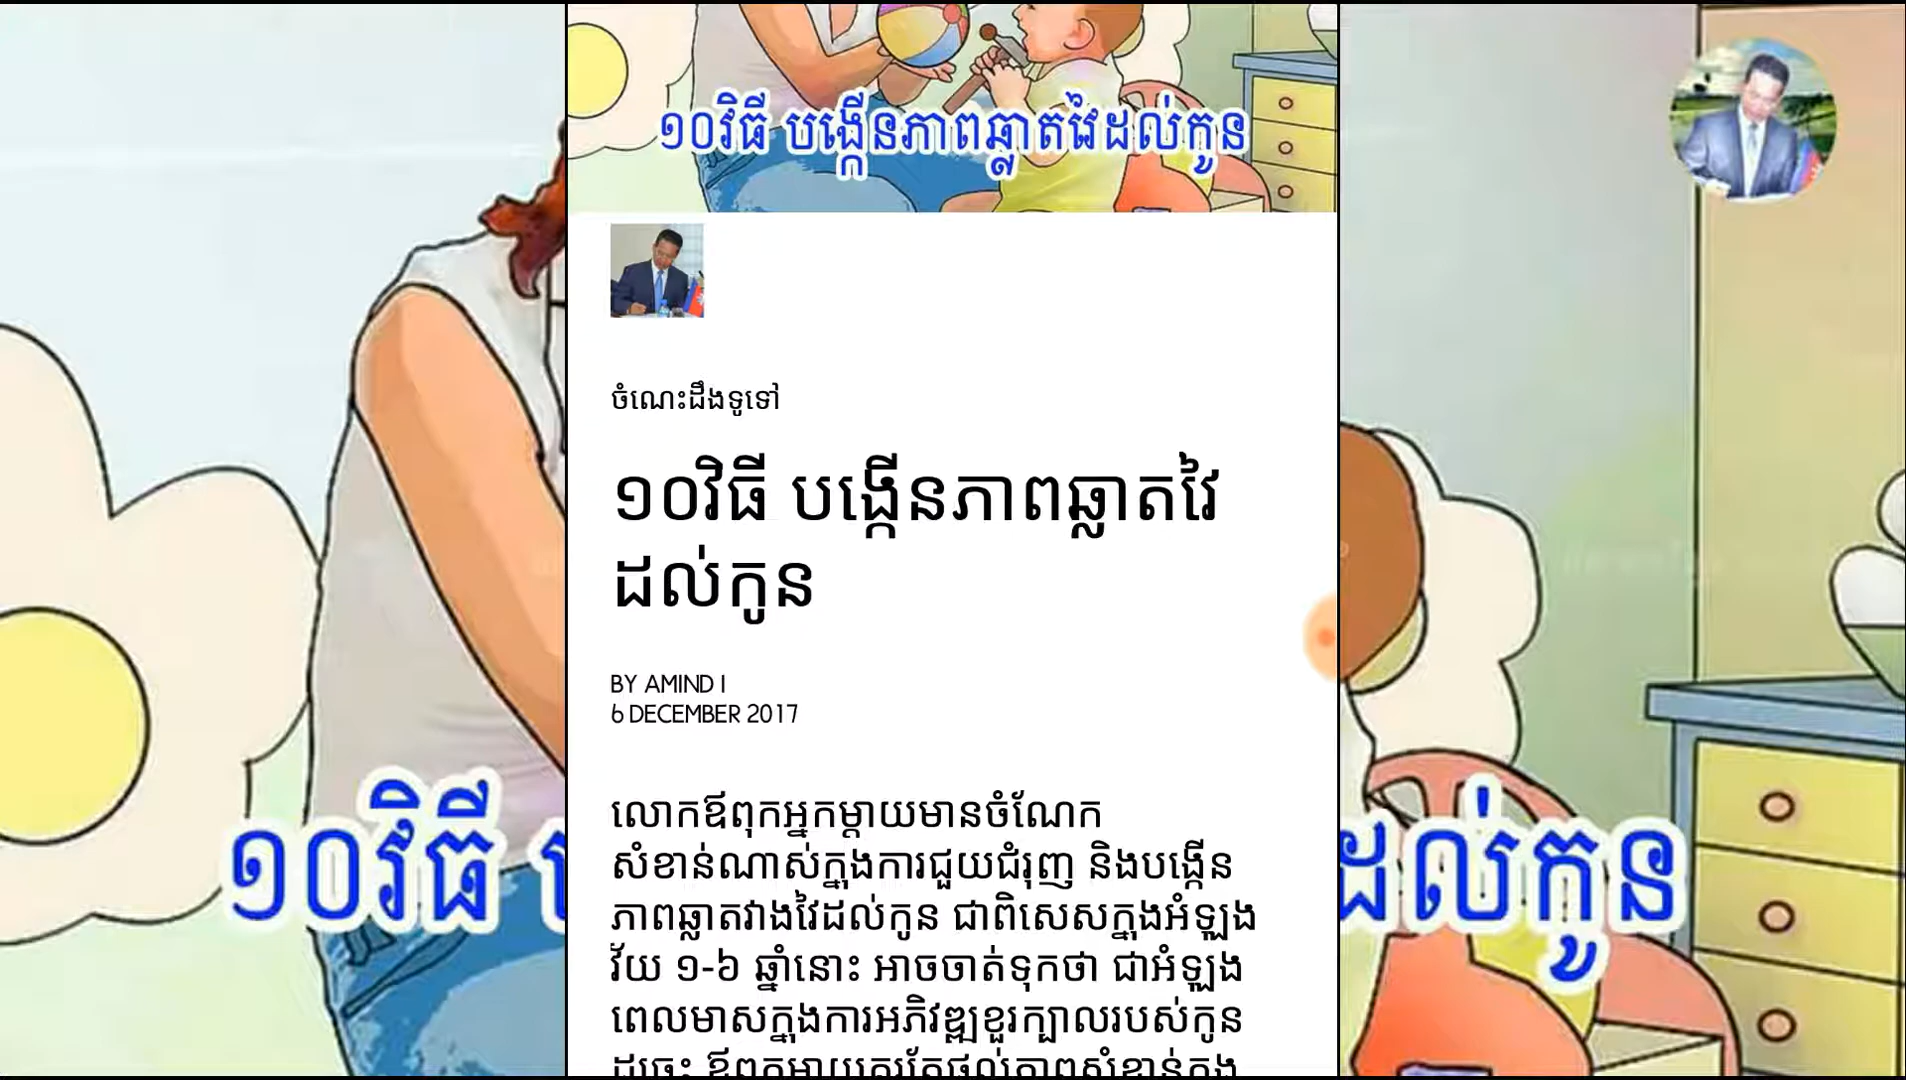 ១០វិធី បង្កើនភាពឆ្លាតវៃដល់កូន
ចំណេះដឹងទូទៅ
១០វិធី បង្កើនភាពឆ្លាតវៃ
ដល់កូន
BY AMIND I
6 DECEMBER 2017
លោកឪពុកអ្នកម្តាយមានចំណែក
សំខាន់ណាស់ក្នុងការជួយជំរុញ និងបង្កើន
ភាពឆ្លាតវាងវៃដល់កូន ជាពិសេសក្នុងអំឡុង
វ័យ ១-៦ ឆ្នាំនោះ អាចចាត់ទុកថា ជាអំឡុង
ពេលមាសក្នុងការអភិវឌ្ឍខួរក្បាលរបស់កូន
១០វិធី
ដល់កូន